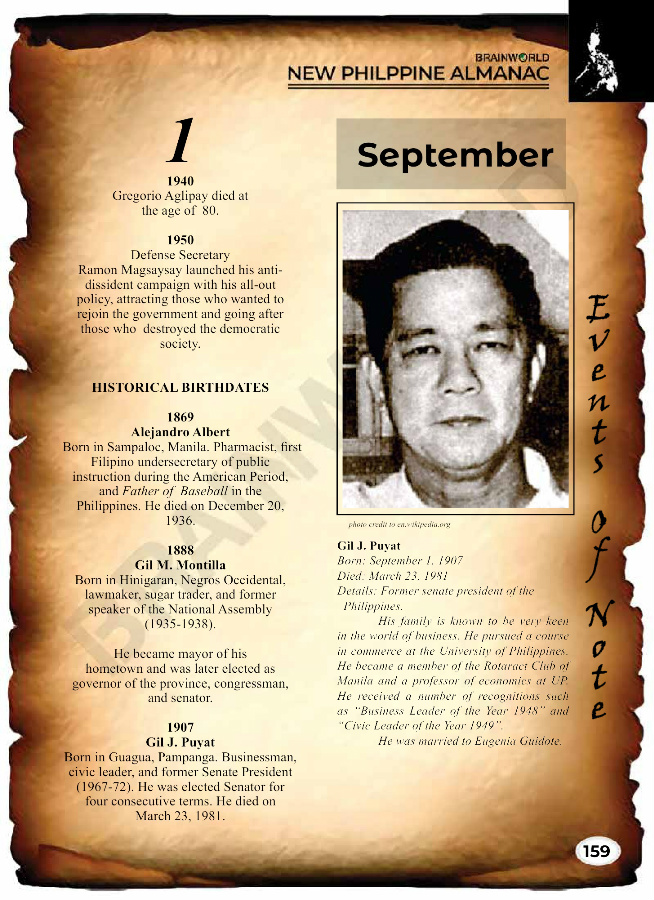 BRAINWORLD
NEW PHILPPINE ALMANAC
1
1940
Gregorio Aglipay died at
the age of 80.
1950
Defense Secretary
Ramon Magsaysay launched his anti-
dissident campaign with his all-out
policy, attracting those who wanted to
rejoin the government and going after
those who destroyed the democratic
society.
HISTORICAL BIRTHDATES
1869
Alejandro Albert
Born in Sampaloc, Manila. Pharmacist, first
Filipino undersecretary of public
instruction during the American Period,
and Father of Baseball in the
Philippines. He died on December 20,
1936.
1888
Gil M. Montilla
Born in Hinigaran, Negros Occidental,
lawmaker, sugar trader, and former
speaker of the National Assembly
(1935-1938).
He became mayor of his
hometown and was later elected as
governor of the province, congressman,
and senator.
1907
Gil J. Puyat
Born in Guagua, Pampanga. Businessman,
civic leader, and former Senate President
(1967-72). He was elected Senator for
four consecutive terms. He died on
March 23, 1981.
September
photo credit to en.wikipedia.org
Gil J. Puyat
Born: September 1, 1907
Died: March 23, 1981
Details: Former senate president of the
Philippines.
His family is known to be very keen
in the world of business. He pursued a course
in commerce at the University of Philippines.
He became a member of the Rotaract Club of
Manila and a professor of economics at UP.
He received a number of recognitions such
as “Business Leader of the Year 1948” and
“Civic Leader of the Year 1949”.
He was married to Eugenia Guidote.
Events of Note
159
BRAINWORLD